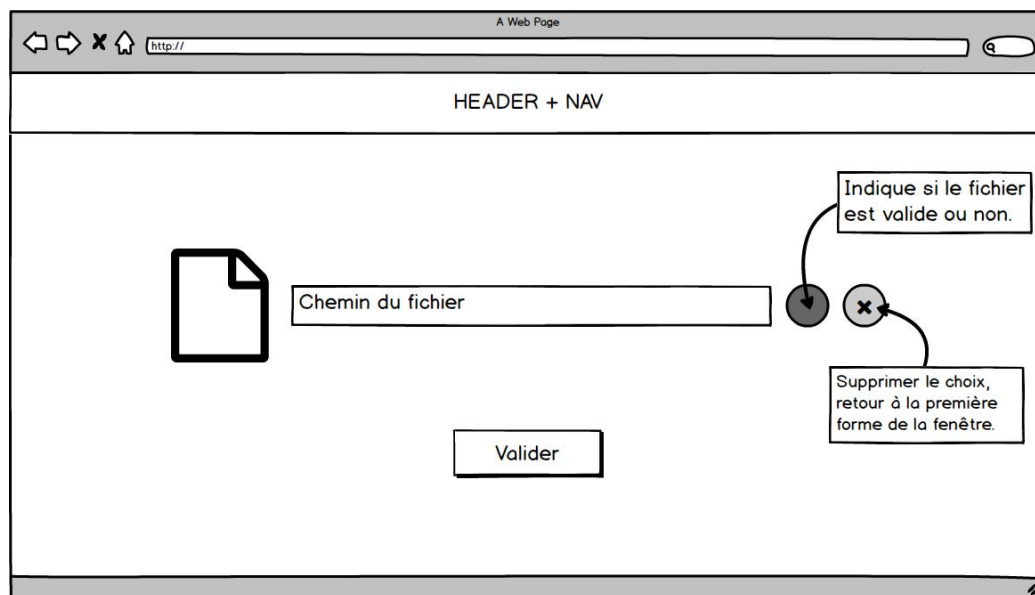 A Web Page
http://
HEADER + NAV
Indique si le fichier
est valide ou non.
Chemin du fichier
Supprimer le choix,
retour à la première
forme de la fenêtre.
Valider